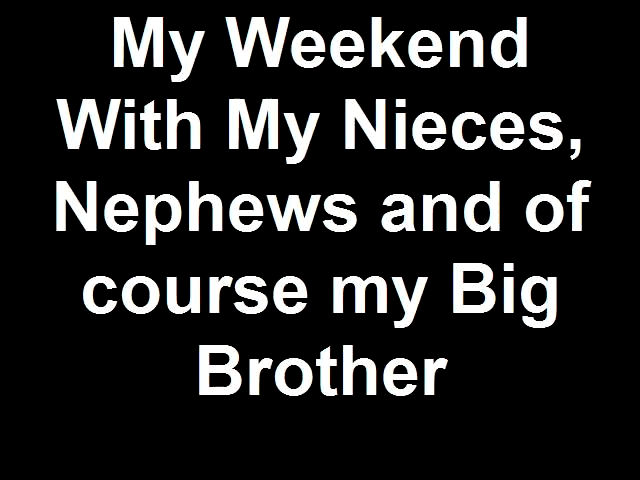 My Weekend
With My Nieces,
Nephews and of
course my Big
Brother